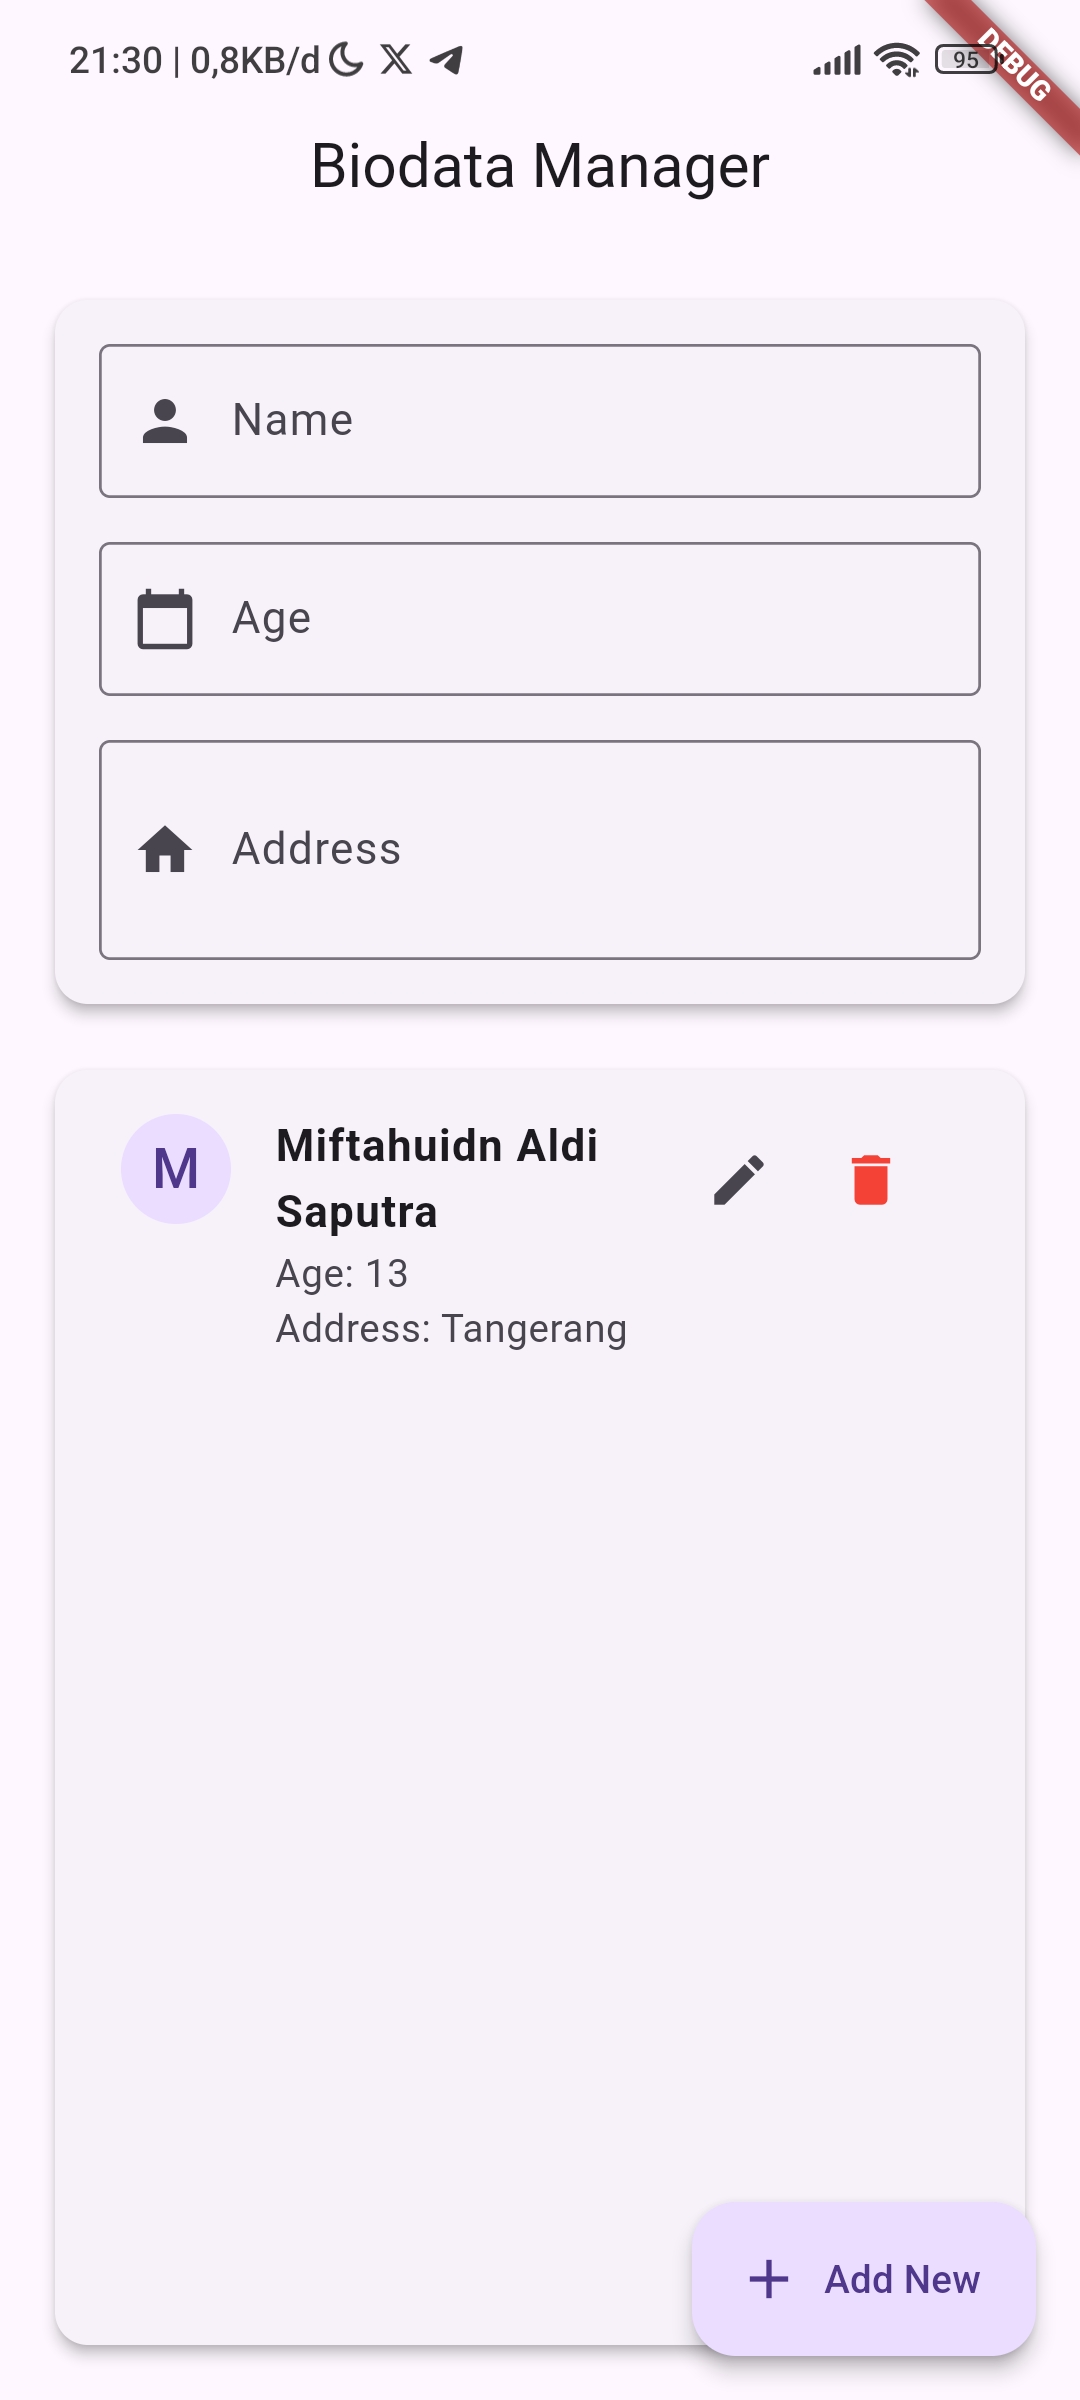 21:30 | 0,8KB/d
95
DEBUG
Biodata Manager
Name
Age
Address
M
Miftahuidn Aldi
Saputra
Age: 13
Address: Tangerang
Add New